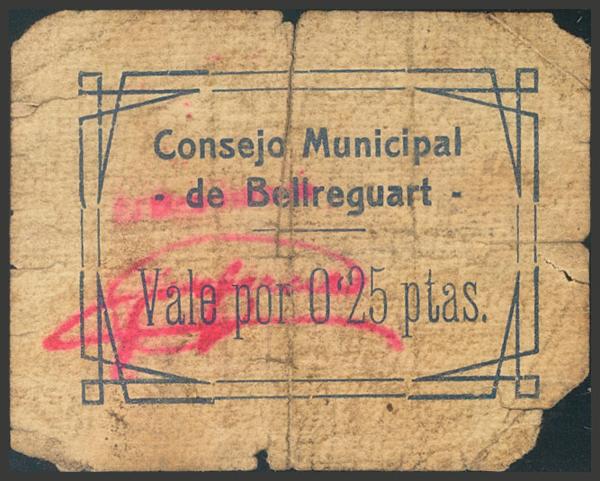 Consejo Municipal
- de Bellreguart -
Vale por 0'25 ptas.